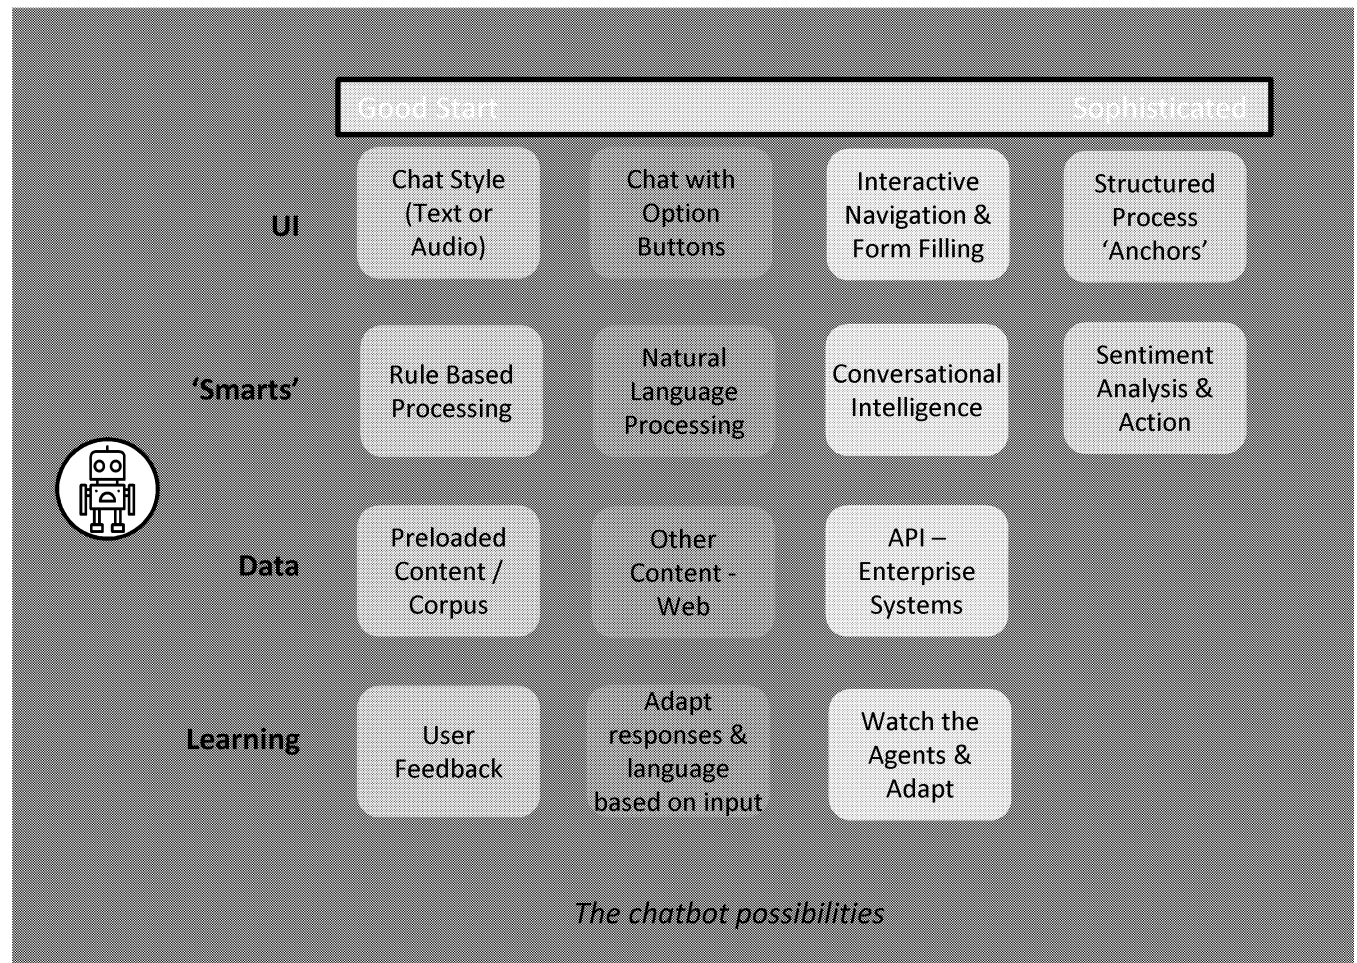 Good Start Sophisticated
UI
Chat Style
(Text or
Audio)
Chat with
Option
Buttons
Interactive
Navigation &
Form Filling
Structured
Process
‘Anchors’
‘Smarts’
Rule Based
Processing
Natural
Language
Processing
Conversational
Intelligence
Sentiment
Analysis &
Action
Data
Preloaded
Content /
Corpus
Other
Content -
Web
API –
Enterprise
Systems
Learning
User
Feedback
Adapt
responses &
language
based on input
Watch the
Agents &
Adapt
The chatbot possibilities